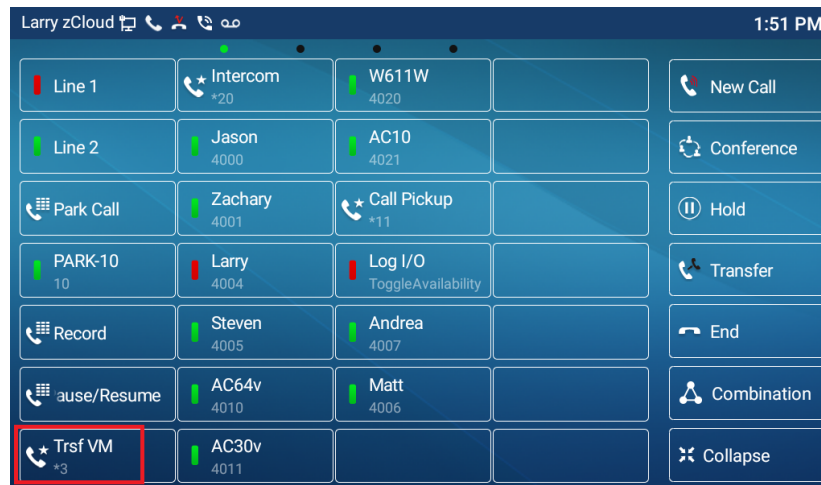 Larry zCloud
1:51 PM
Line 1
Intercom
*20
W611W
4020
New Call
Line 2
Jason
4000
AC10
4021
Conference
Park Call
Zachary
4001
Call Pickup
*11
Hold
PARK-10
10
Larry
4004
Log I/O
ToggleAvailability
Transfer
Record
Steven
4005
Andrea
4007
End
'ause/Resume
AC64v
4010
Matt
4006
Combination
Trsf VM
*3
AC30v
4011
Collapse